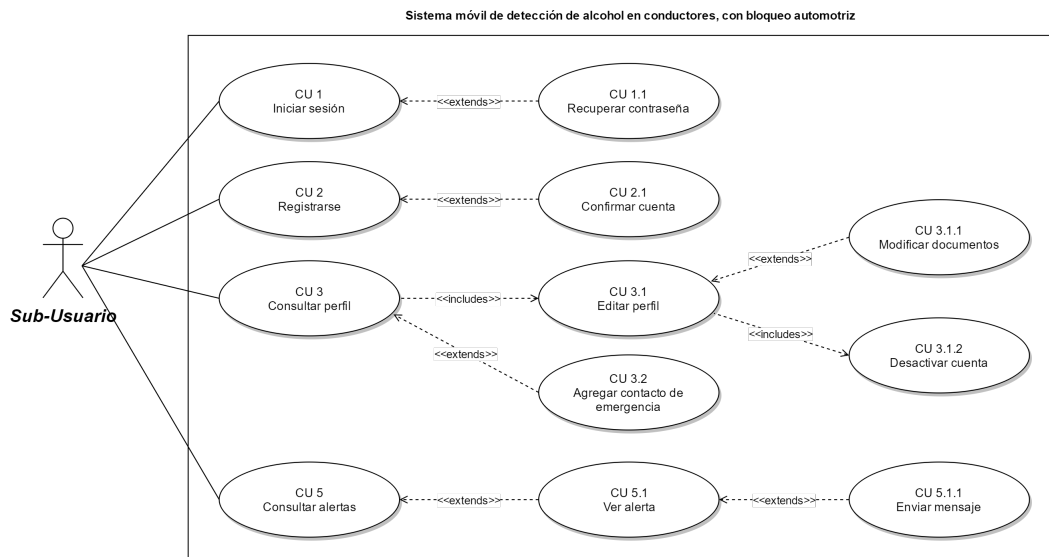 Sistema móvil de detección de alcohol en conductores, con bloqueo automotriz
CU 1
Iniciar sesión
<<extends>>
CU 1.1
Recuperar contraseña
CU 2
Registrarse
<<extends>>
CU 2.1
Confirmar cuenta
CU 3.1.1
Modificar documentos
<<extends>>
Sub-Usuario
CU 3
Consultar perfil
<<includes>>
CU 3.1
Editar perfil
<<includes>>
CU 3.1.2
Desactivar cuenta
<<extends>>
CU 3.2
Agregar contacto de
emergencia
CU 5
Consultar alertas
<<extends>>
CU 5.1
Ver alerta
<<extends>>
CU 5.1.1
Enviar mensaje